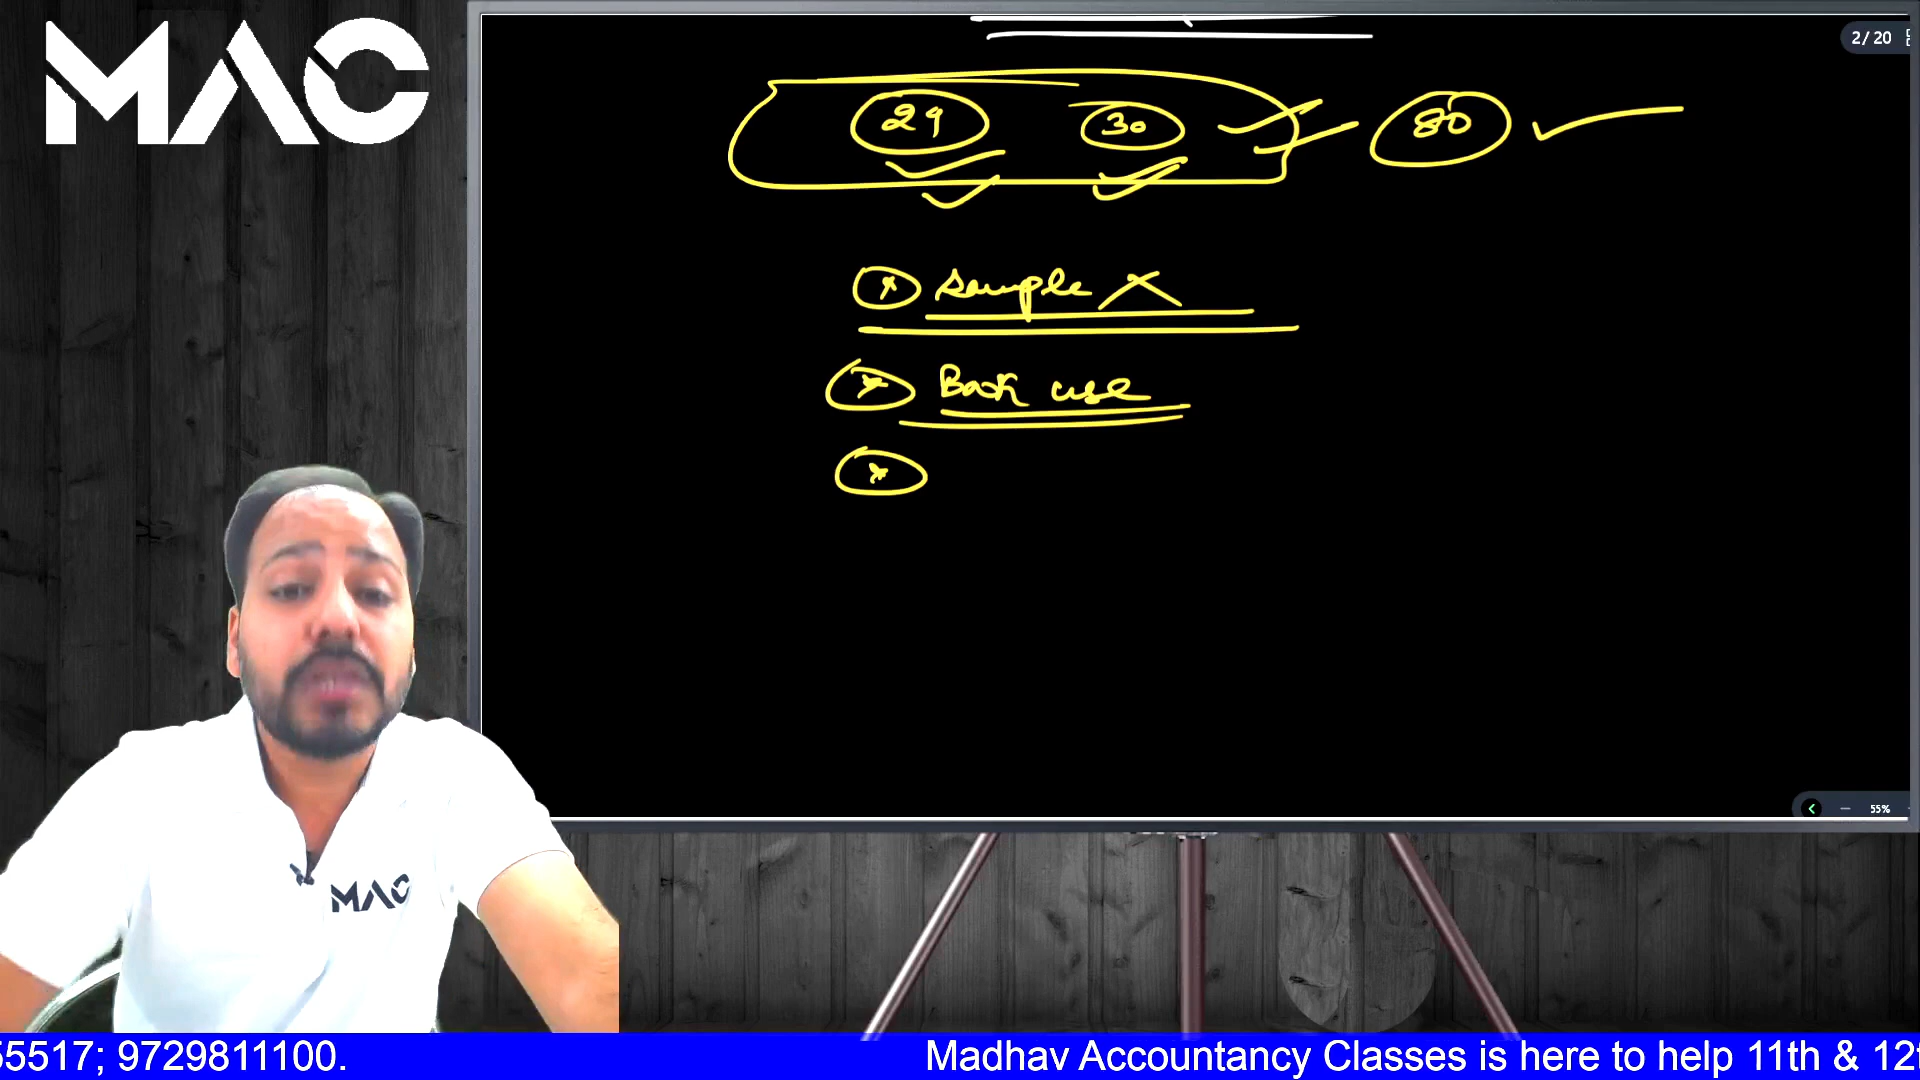 MAC
2/ 20
29 30 80
Sample
Both use
55%
MAC
55517; 9729811100.
Madhav Accountancy Classes is here to help 11th & 12